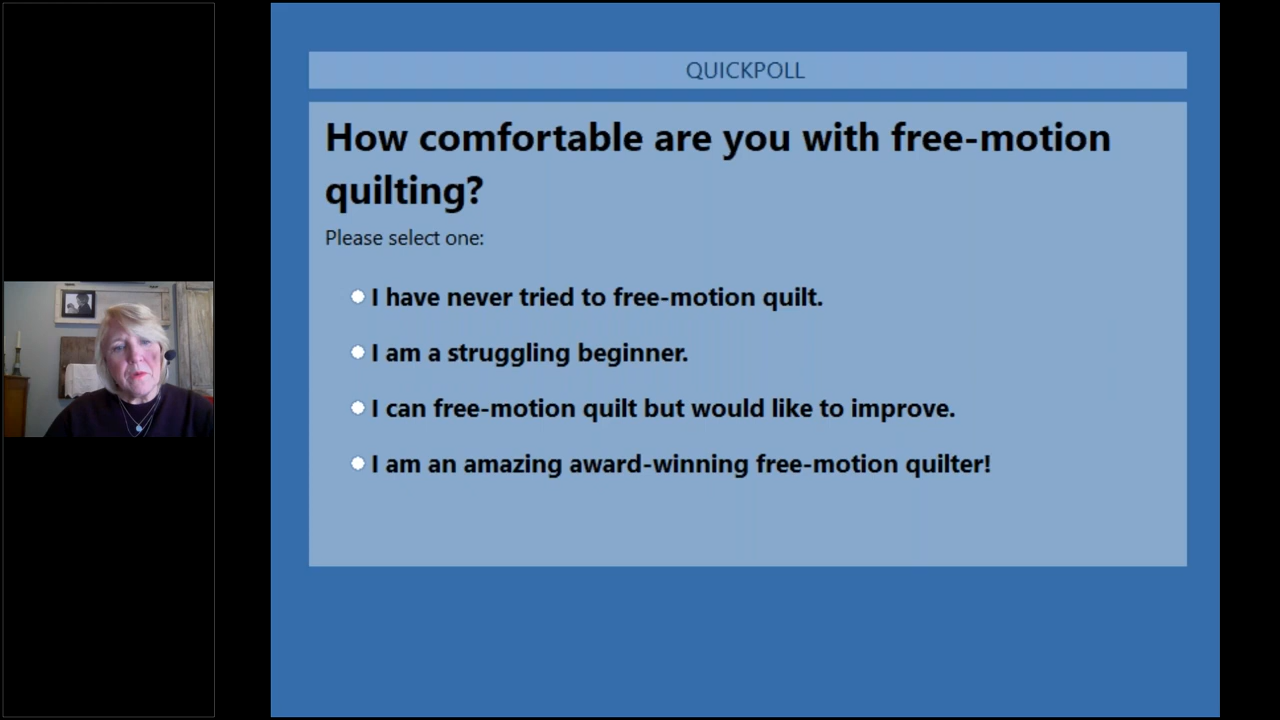 QUICKPOLL
How comfortable are you with free-motion
quilting?
Please select one:
I have never tried to free-motion quilt.
I am a struggling beginner.
I can free-motion quilt but would like to improve.
I am an amazing award-winning free-motion quilter!